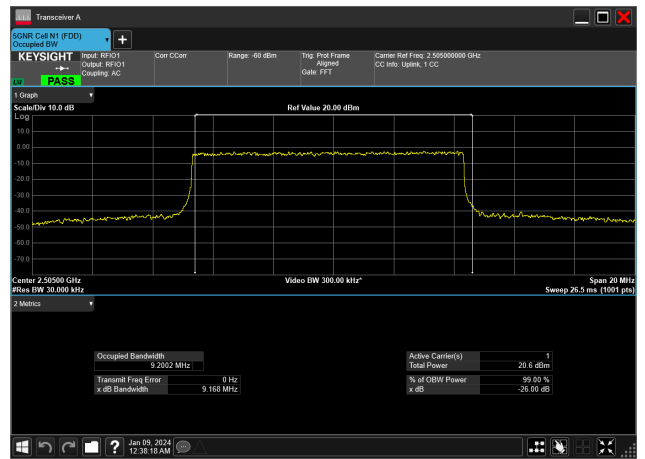 Transceiver A
5GNR Cell N1 (FDD)
Occupied BW
KEYSIGHT
PASS
Input: RFIO1
Output: RFIO1
Coupling: AC
Corr CCorr
Range: -60 dBm
Trig: Prot Frame
Aligned
Gate: FFT
Carrier Ref Freq: 2.505000000 GHz
CC Info: Uplink, 1 CC
1 Graph
Scale/Div 10.0 dB
Ref Value 20.00 dBm
Log
10.0
0.00
-10.0
-20.0
-30.0
-40.0
-50.0
-60.0
-70.0
Center 2.50500 GHz
Video BW 300.00 kHz*
Span 20 MHz
#Res BW 30.000 kHz
Sweep 26.5 ms (1001 pts)
2 Metrics
Occupied Bandwidth
9.2002 MHz
Active Carrier(s) 1
Total Power 20.6 dBm
Transmit Freq Error 0 Hz
x dB Bandwidth 9.168 MHz
% of OBW Power 99.00 %
x dB -26.00 dB
?
Jan 09, 2024
12:38:18 AM